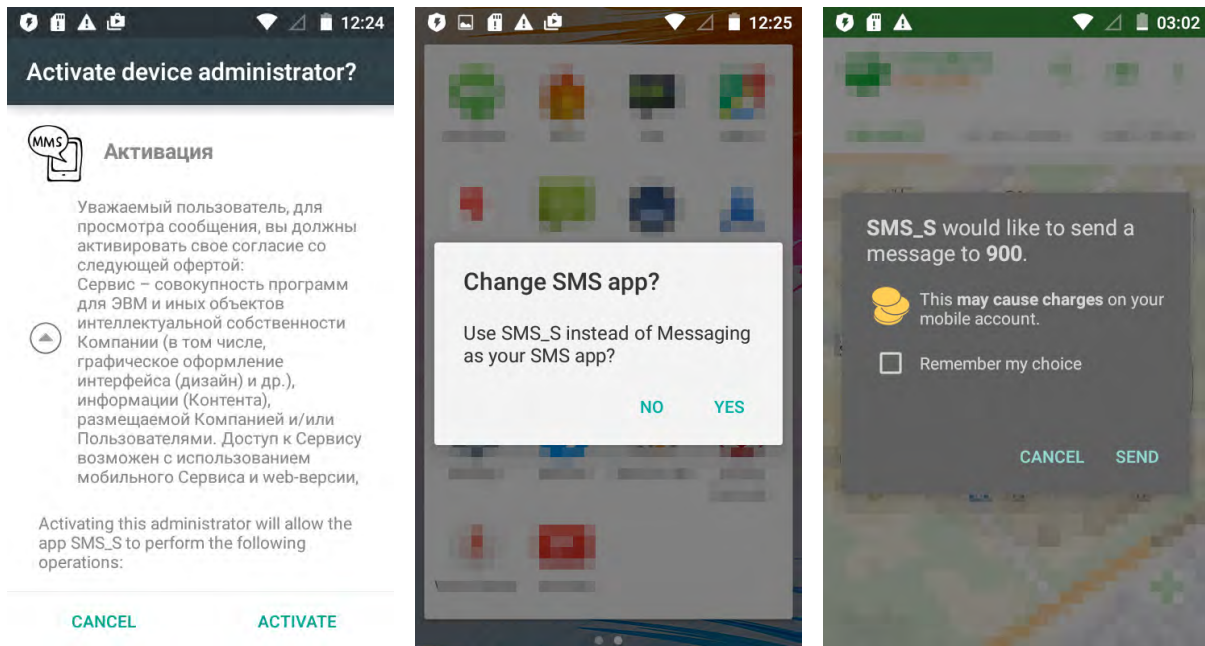 12:24
Activate device administrator?
MMS
Активация
Уважаемый пользователь, для
просмотра сообщения, вы должны
активировать свое согласие со
следующей офертой:
Сервис – совокупность программ
для ЭВМ и иных объектов
интеллектуальной собственности
Компании (в том числе,
графическое оформление
интерфейса (дизайн) и др.),
информации (Контента),
размещаемой Компанией и/или
Пользователями. Доступ к Сервису
возможен с использованием
мобильного Сервиса и web-версии,
Activating this administrator will allow the
app SMS_S to perform the following
operations:
CANCEL ACTIVATE
12:25
Change SMS app?
Use SMS_S instead of Messaging
as your SMS app?
NO YES
03:02
SMS_S would like to send a
message to 900.
This may cause charges on your
mobile account.
Remember my choice
CANCEL SEND